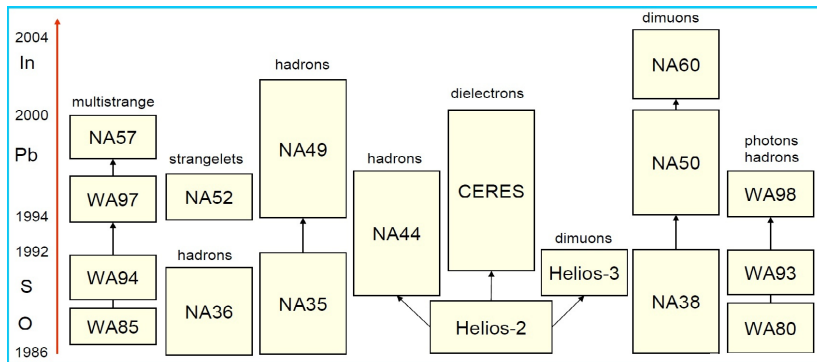 2004
In
2000
Pb
1994
1992
S
O
1986
multistrange
NA57
WA97
WA94
WA85
strangelets
NA52
hadrons
NA36
hadrons
NA49
NA35
hadrons
NA44
dielectrons
CERES
Helios-2
dimuons
Helios-3
dimuons
NA60
NA50
NA38
photons
hadrons
WA98
WA93
WA80